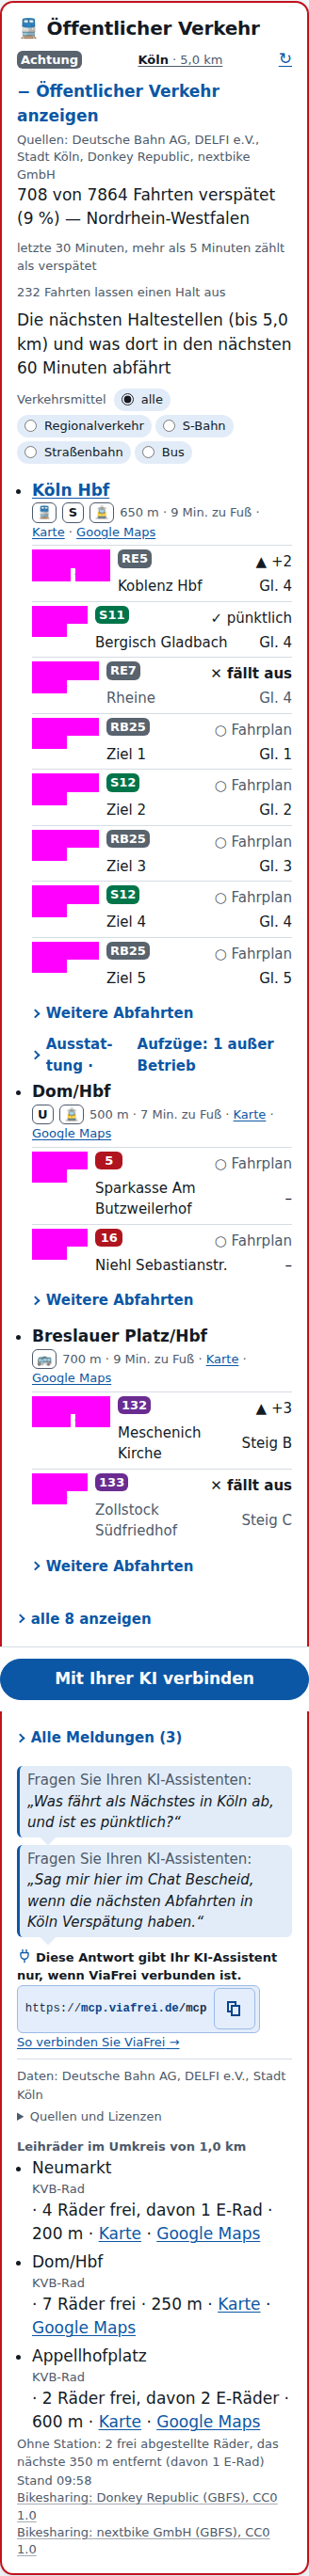 Öffentlicher Verkehr
Achtung Köln · 5,0 km ↻
− Öffentlicher Verkehr
anzeigen
Quellen: Deutsche Bahn AG, DELFI e.V.,
Stadt Köln, Donkey Republic, nextbike
GmbH
708 von 7864 Fahrten verspätet
(9 %) — Nordrhein-Westfalen
letzte 30 Minuten, mehr als 5 Minuten zählt
als verspätet
232 Fahrten lassen einen Halt aus
Die nächsten Haltestellen (bis 5,0
km) und was dort in den nächsten
60 Minuten abfährt
Verkehrsmittel alle
Regionalverkehr S-Bahn
Straßenbahn Bus
Köln Hbf
S 650 m · 9 Min. zu Fuß ·
Karte · Google Maps
RE5 ▲ +2
Koblenz Hbf Gl. 4
S11 ✓ pünktlich
Bergisch Gladbach Gl. 4
RE7 ✕ fällt aus
Rheine Gl. 4
RB25 ○ Fahrplan
Ziel 1 Gl. 1
S12 ○ Fahrplan
Ziel 2 Gl. 2
RB25 ○ Fahrplan
Ziel 3 Gl. 3
S12 ○ Fahrplan
Ziel 4 Gl. 4
RB25 ○ Fahrplan
Ziel 5 Gl. 5
Weitere Abfahrten
Ausstat- Aufzüge: 1 außer
tung · Betrieb
Dom/Hbf
U 500 m · 7 Min. zu Fuß · Karte ·
Google Maps
5 ○ Fahrplan
Sparkasse Am
Butzweilerhof –
16 ○ Fahrplan
Niehl Sebastianstr. –
Weitere Abfahrten
Breslauer Platz/Hbf
700 m · 9 Min. zu Fuß · Karte ·
Google Maps
132 ▲ +3
Meschenich
Kirche Steig B
133 ✕ fällt aus
Zollstock
Südfriedhof Steig C
Weitere Abfahrten
alle 8 anzeigen
Mit Ihrer KI verbinden
Alle Meldungen (3)
Fragen Sie Ihren KI-Assistenten:
„Was fährt als Nächstes in Köln ab,
und ist es pünktlich?“
Fragen Sie Ihren KI-Assistenten:
„Sag mir hier im Chat Bescheid,
wenn die nächsten Abfahrten in
Köln Verspätung haben.“
Diese Antwort gibt Ihr KI-Assistent
nur, wenn ViaFrei verbunden ist.
https://mcp.viafrei.de/mcp
So verbinden Sie ViaFrei →
Daten: Deutsche Bahn AG, DELFI e.V., Stadt
Köln
▶ Quellen und Lizenzen
Leihräder im Umkreis von 1,0 km
Neumarkt
KVB-Rad
· 4 Räder frei, davon 1 E-Rad ·
200 m · Karte · Google Maps
Dom/Hbf
KVB-Rad
· 7 Räder frei · 250 m · Karte ·
Google Maps
Appellhofplatz
KVB-Rad
· 2 Räder frei, davon 2 E-Räder ·
600 m · Karte · Google Maps
Ohne Station: 2 frei abgestellte Räder, das
nächste 350 m entfernt (davon 1 E-Rad)
Stand 09:58
Bikesharing: Donkey Republic (GBFS), CC0
1.0
Bikesharing: nextbike GmbH (GBFS), CC0
1.0